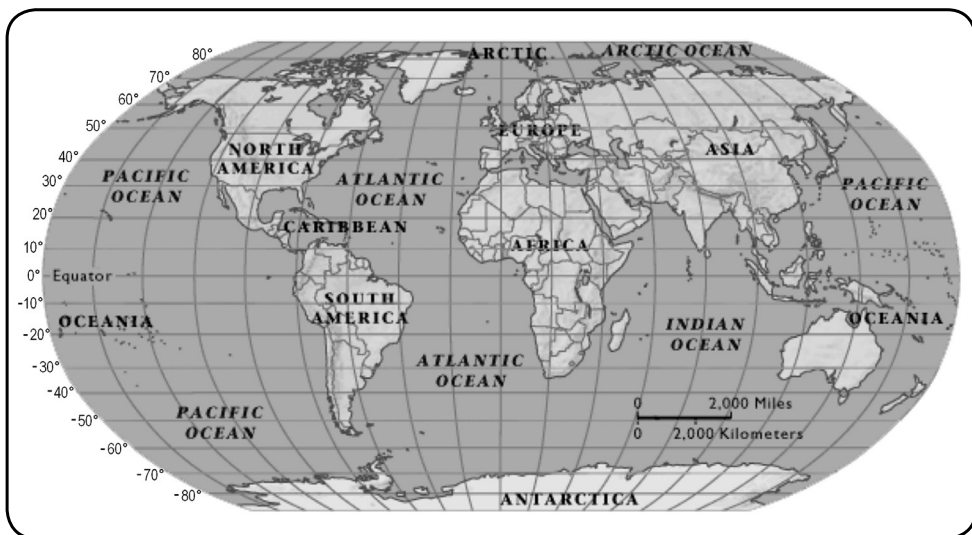 ARCTIC
ARCTIC OCEAN
80°
70°
60°
50°
40°
30°
20°
10°
0°
-10°
-20°
-30°
-40°
-50°
-60°
-70°
-80°
EUROPE
NORTH
AMERICA
ASIA
PACIFIC
OCEAN
ATLANTIC
OCEAN
PACIFIC
OCEAN
CARIBBEAN
AFRICA
Equator
SOUTH
AMERICA
OCEANIA
INDIAN
OCEAN
OCEANIA
ATLANTIC
OCEAN
PACIFIC
OCEAN
0 2,000 Miles
0 2,000 Kilometers
ANTARCTICA